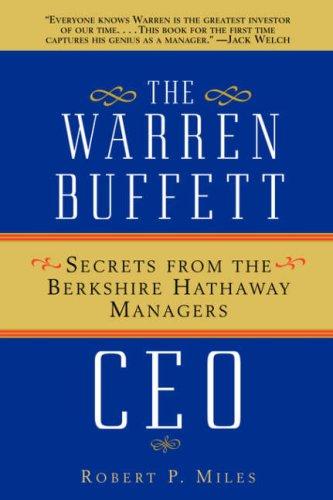 "EVERYONE KNOWS WARREN IS THE GREATEST INVESTOR
OF OUR TIME. . . . THIS BOOK FOR THE FIRST TIME
CAPTURES HIS GENIUS AS A MANAGER." —JACK WELCH
THE
WARREN
BUFFETT
SECRETS FROM THE
BERKSHIRE HATHAWAY
MANAGERS
CEO
ROBERT P. MILES